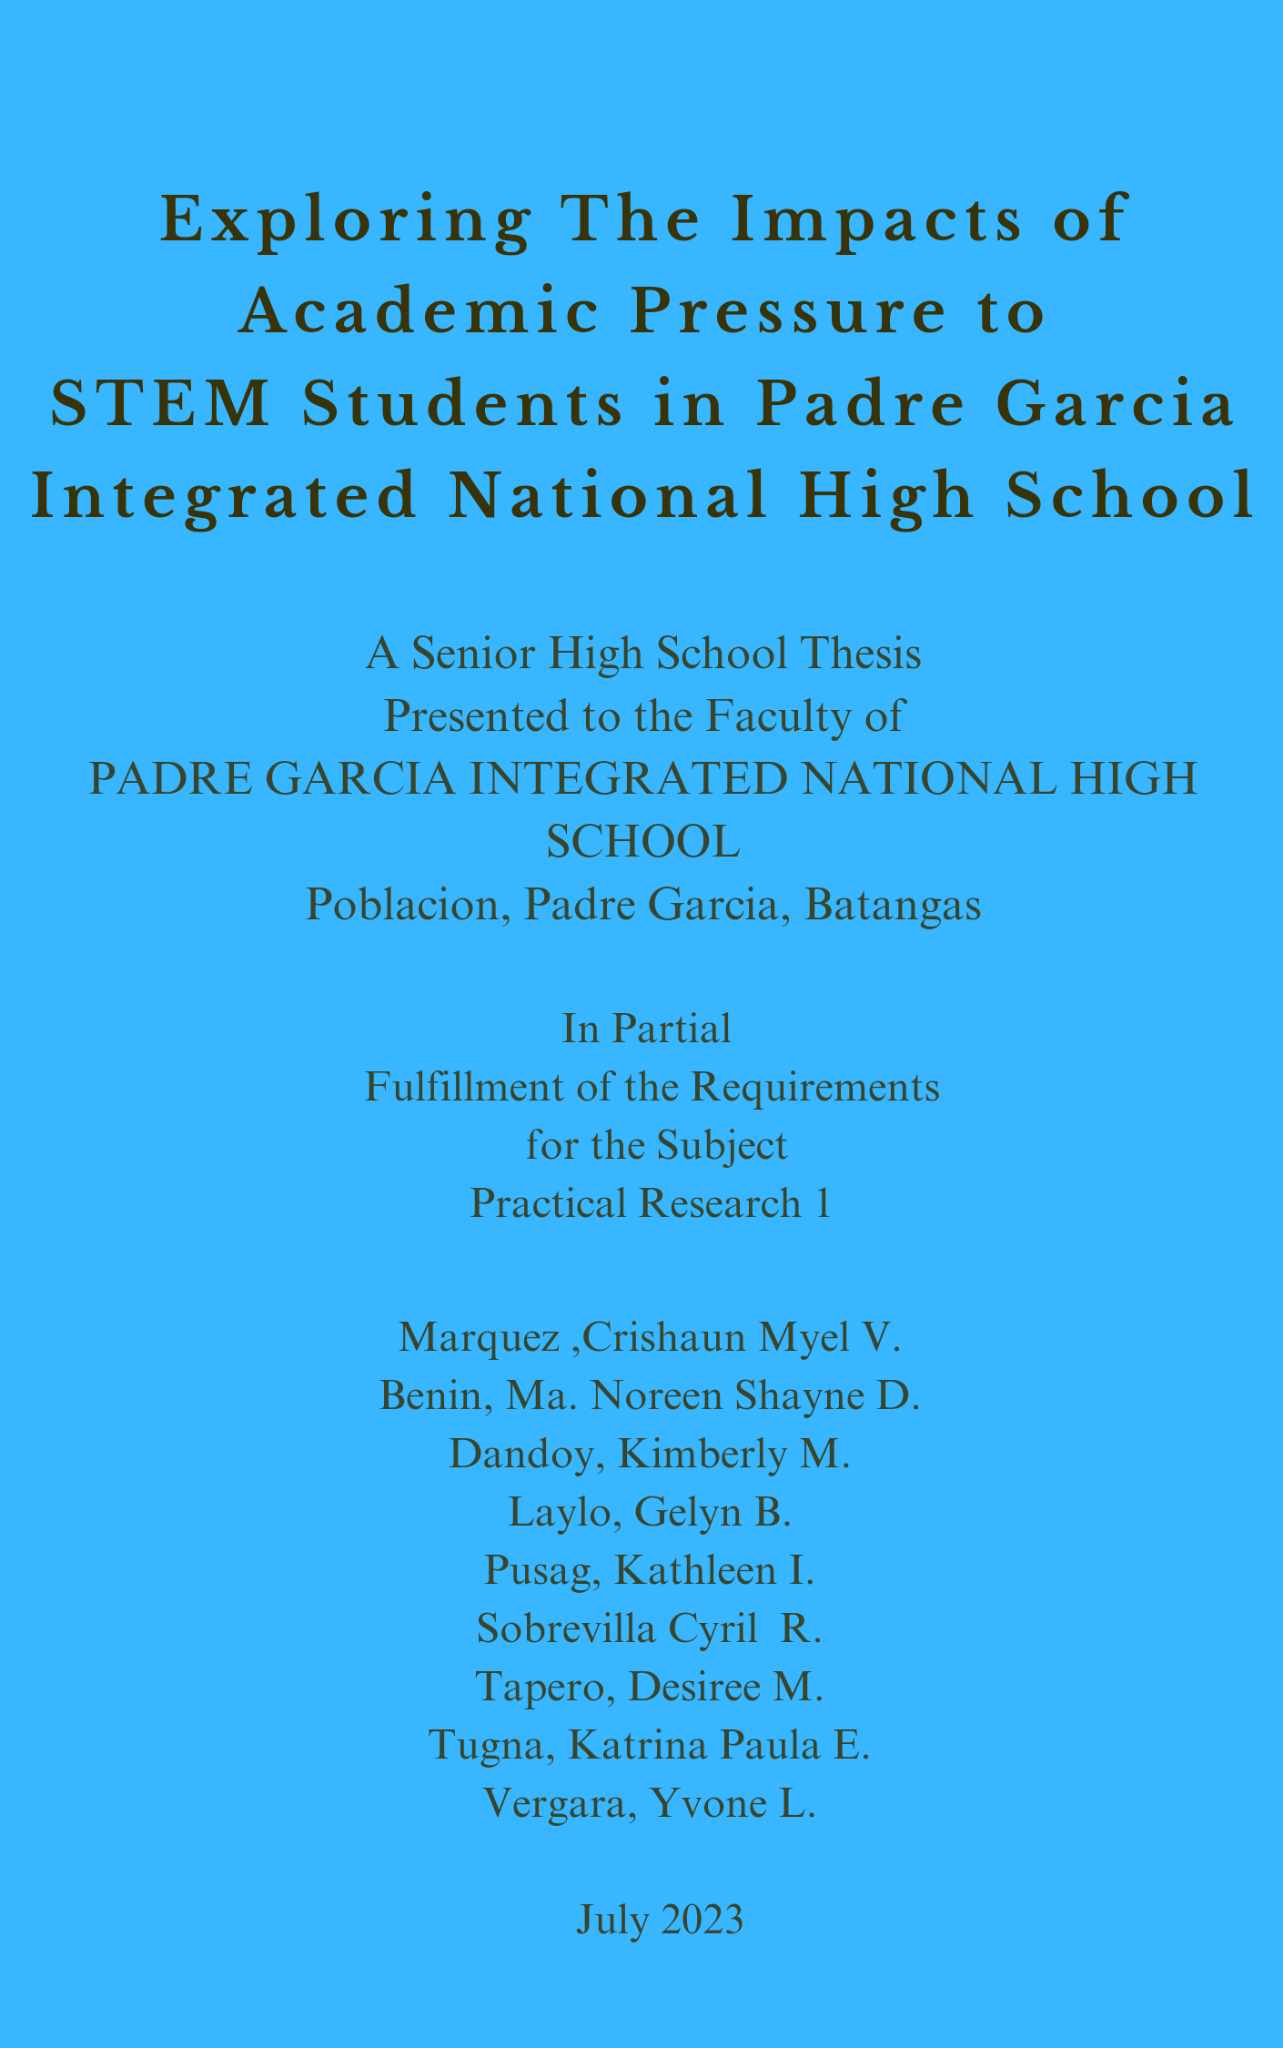 Exploring The Impacts of
Academic Pressure to
STEM Students in Padre Garcia
Integrated National High School
A Senior High School Thesis
Presented to the Faculty of
PADRE GARCIA INTEGRATED NATIONAL HIGH
SCHOOL
Poblacion, Padre Garcia, Batangas
In Partial
Fulfillment of the Requirements
for the Subject
Practical Research 1
Marquez ,Crishaun Myel V.
Benin, Ma. Noreen Shayne D.
Dandoy, Kimberly M.
Laylo, Gelyn B.
Pusag, Kathleen I.
Sobrevilla Cyril  R.
Tapero, Desiree M.
Tugna, Katrina Paula E.
Vergara, Yvone L.
July 2023